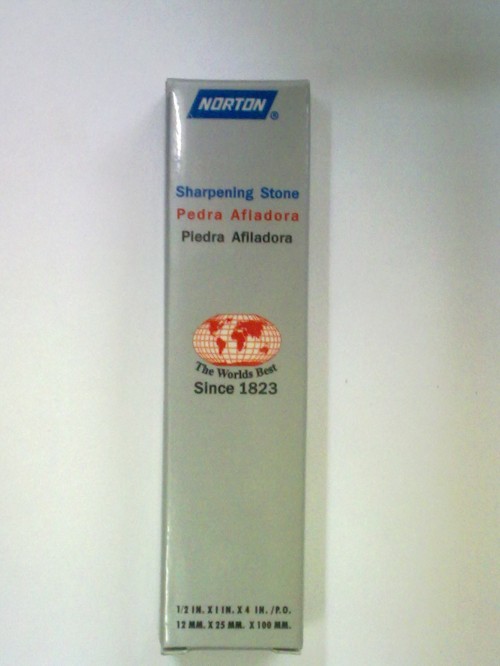 NORTON®
Sharpening Stone
Pedra Afiadora
Piedra Afiladora
The Worlds Best
Since 1823
1/2 IN. X 1 IN. X 4 IN. /P.O.
12 MM. X 25 MM. X 100 MM.